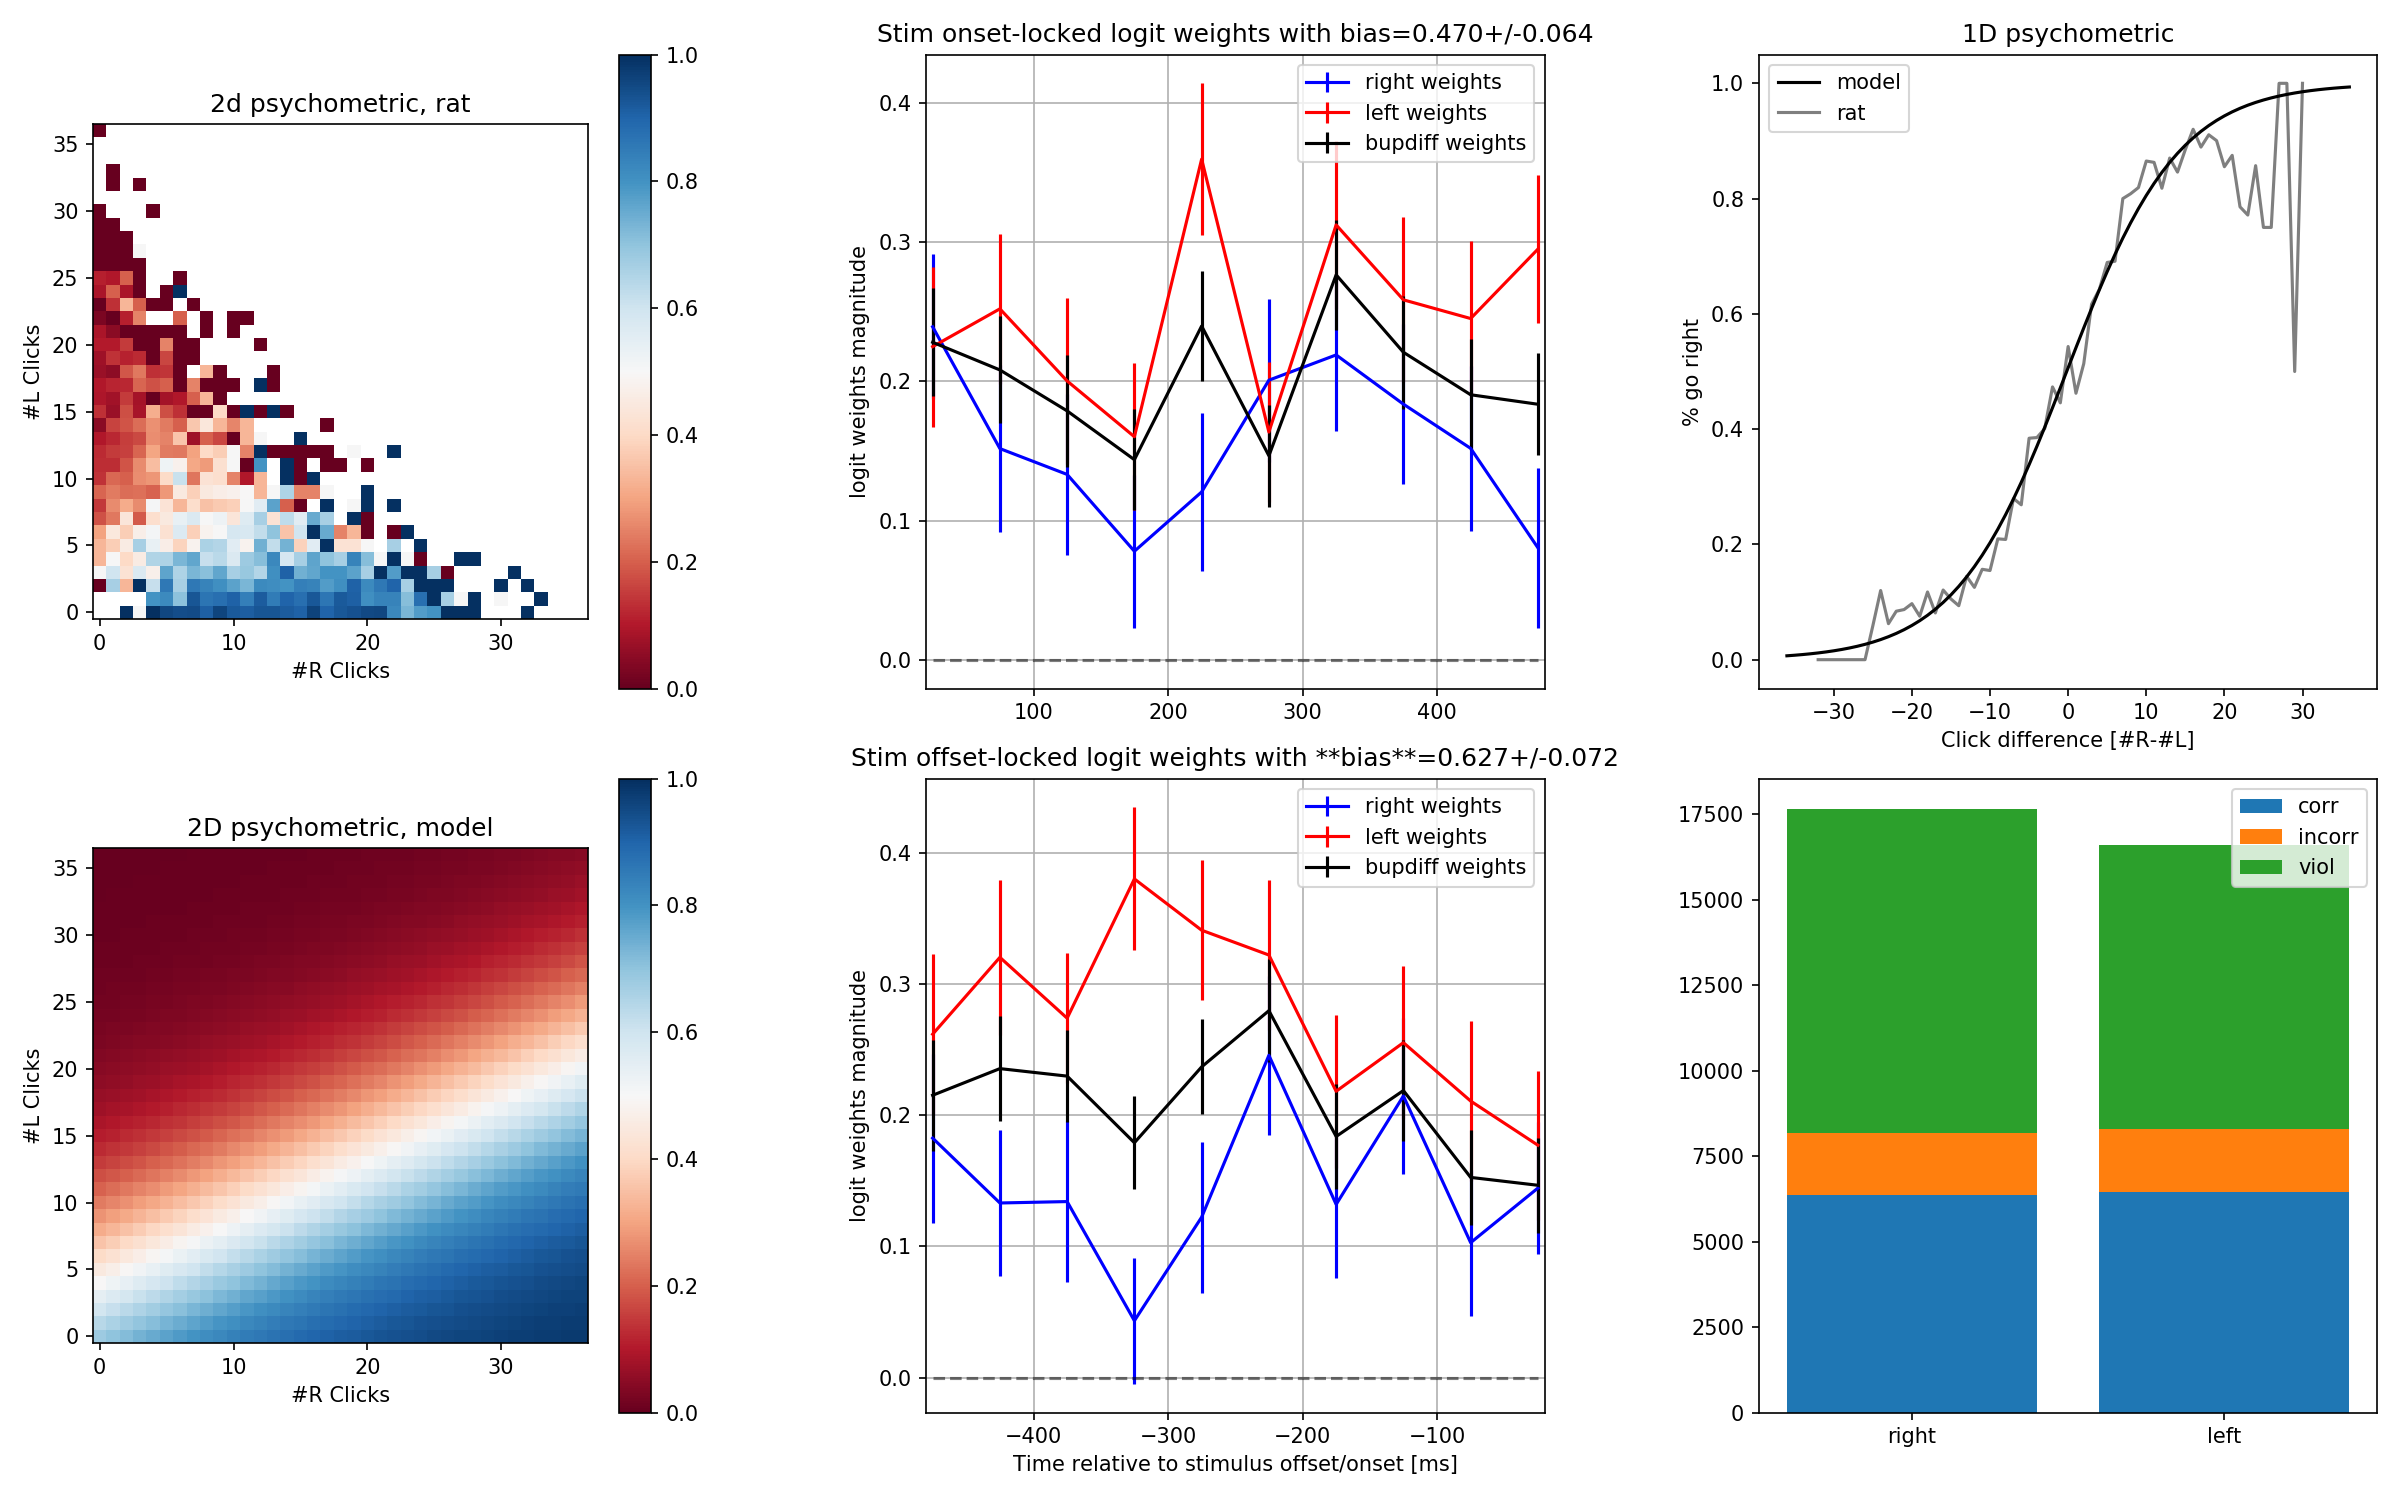 2d psychometric, rat
35
30
25
20
15
10
5
0
#L Clicks
0
10
20
30
#R Clicks
1.0
0.8
0.6
0.4
0.2
0.0
Stim onset-locked logit weights with bias=0.470+/-0.064
right weights
left weights
bupdiff weights
logit weights magnitude
0.4
0.3
0.2
0.1
0.0
100
200
300
400
1D psychometric
model
rat
% go right
1.0
0.8
0.6
0.4
0.2
0.0
−30
−20
−10
0
10
20
30
Click difference [#R-#L]
2D psychometric, model
35
30
25
20
15
10
5
0
#L Clicks
0
10
20
30
#R Clicks
1.0
0.8
0.6
0.4
0.2
0.0
Stim offset-locked logit weights with **bias**=0.627+/-0.072
right weights
left weights
bupdiff weights
logit weights magnitude
0.4
0.3
0.2
0.1
0.0
−400
−300
−200
−100
Time relative to stimulus offset/onset [ms]
corr
incorr
viol
17500
15000
12500
10000
7500
5000
2500
0
right
left